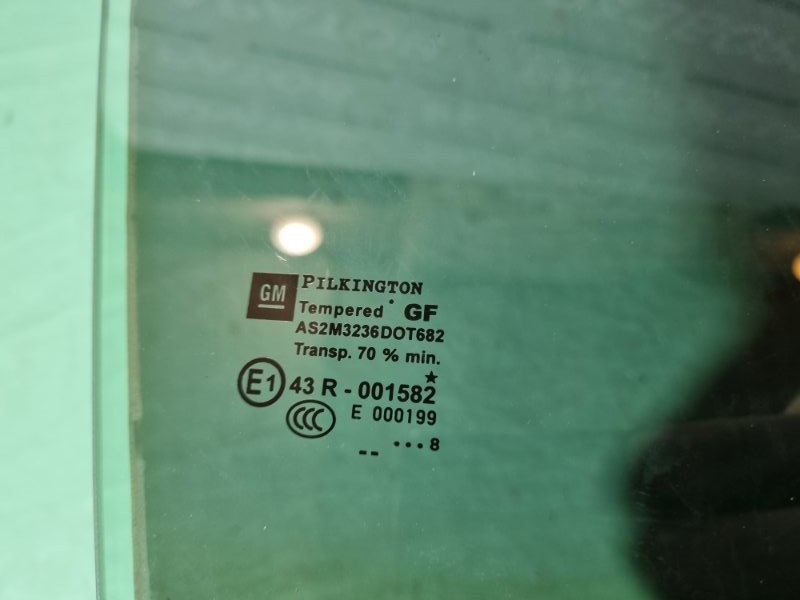 GM PILKINGTON
Tempered GF
AS2M3236DOT682
Transp. 70 % min.
E1 43 R - 001582
CCC E 000199
-- ···8